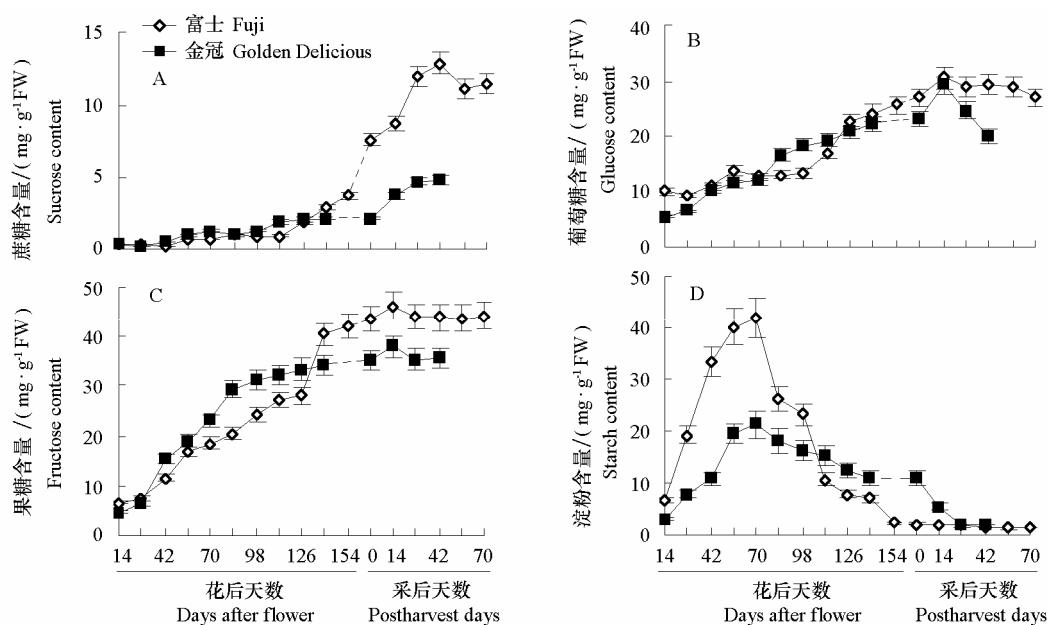 富士 Fuji
金冠 Golden Delicious
A
15
10
5
0
蔗糖含量/(mg·g⁻¹FW)
Sucrose content
B
40
30
20
10
0
葡萄糖含量/(mg·g⁻¹FW)
Glucose content
C
50
40
30
20
10
0
果糖含量/(mg·g⁻¹FW)
Fructose content
14 42 70 98 126 154 0 14 42 70
花后天数 采后天数
Days after flower Postharvest days
D
50
40
30
20
10
0
淀粉含量/(mg·g⁻¹FW)
Starch content
14 42 70 98 126 154 0 14 42 70
花后天数 采后天数
Days after flower Postharvest days